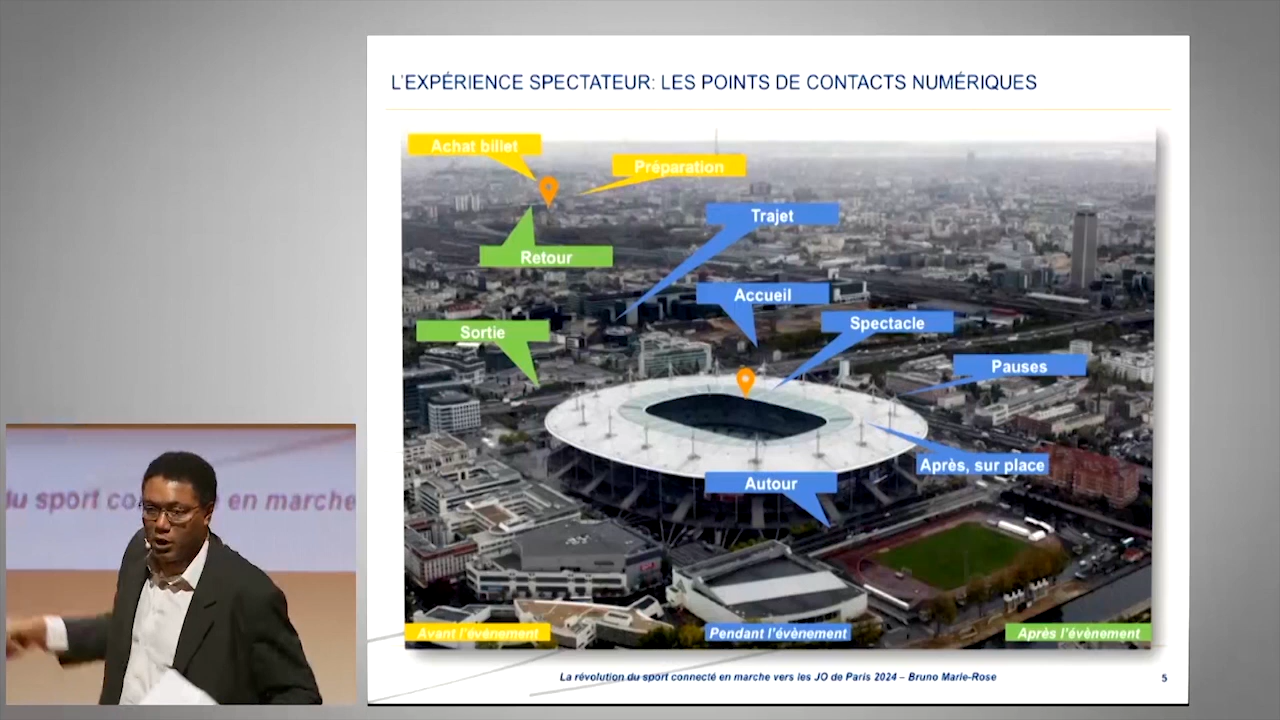 L'EXPÉRIENCE SPECTATEUR: LES POINTS DE CONTACTS NUMÉRIQUES
Achat billet
Préparation
Trajet
Retour
Accueil
Spectacle
Sortie
Pauses
Après, sur place
Autour
du sport en marche
Avant l'événement
Pendant l'évènement
Après l'évènement
La révolution du sport connecté en marche vers les JO de Paris 2024 – Bruno Marie-Rose
5